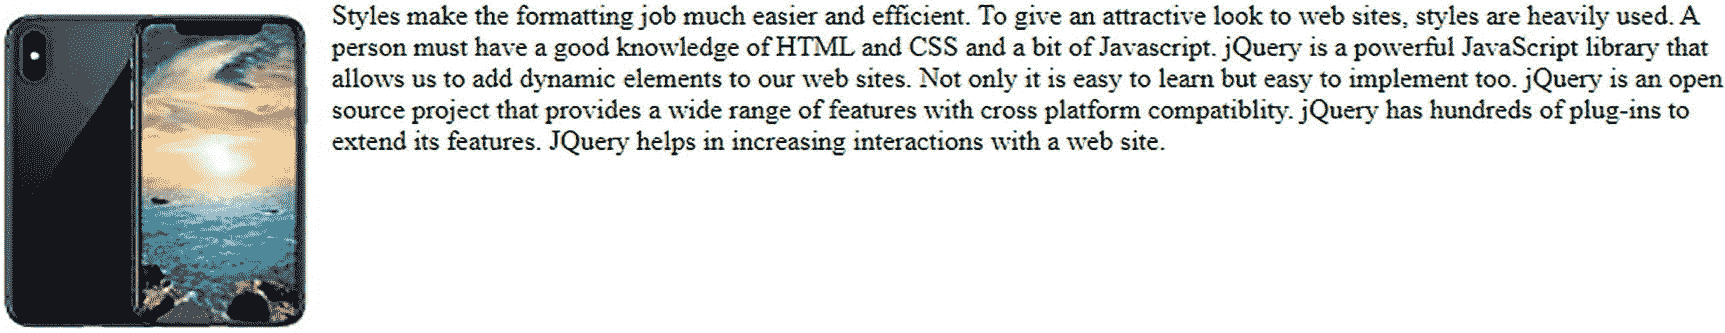 Styles make the formatting job much easier and efficient. To give an attractive look to web sites, styles are heavily used. A
person must have a good knowledge of HTML and CSS and a bit of Javascript. jQuery is a powerful JavaScript library that
allows us to add dynamic elements to our web sites. Not only it is easy to learn but easy to implement too. jQuery is an open
source project that provides a wide range of features with cross platform compatiblity. jQuery has hundreds of plug-ins to
extend its features. JQuery helps in increasing interactions with a web site.